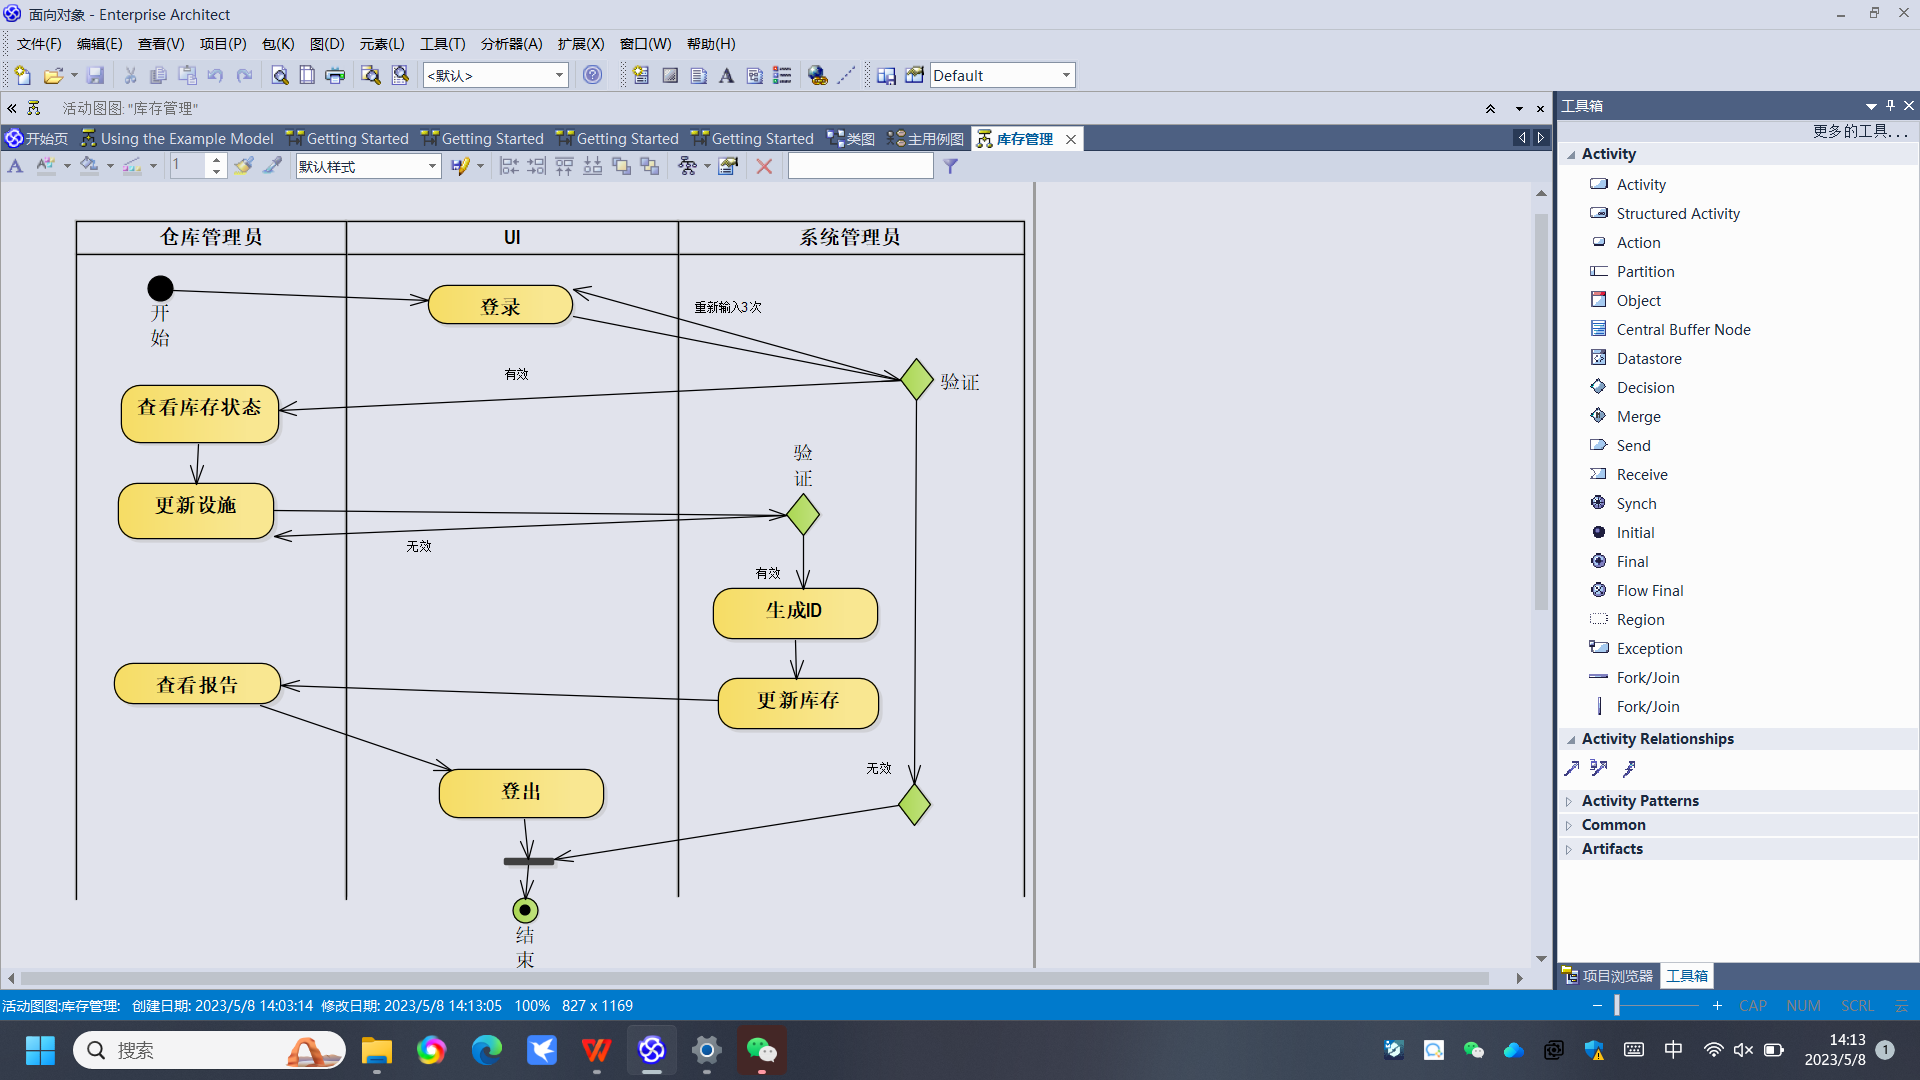 面向对象 - Enterprise Architect
文件(F) 编辑(E) 查看(V) 项目(P) 包(K) 图(D) 元素(L) 工具(T) 分析器(A) 扩展(X) 窗口(W) 帮助(H)
<默认>
Default
活动图图: "库存管理"
开始页 Using the Example Model Getting Started Getting Started Getting Started Getting Started 类图 主用例图 库存管理
1
默认样式
仓库管理员 UI 系统管理员
开
始
登录
重新输入3次
有效
验证
查看库存状态
验
证
更新设施
无效
有效
生成ID
查看报告
更新库存
无效
登出
结
束
工具箱
更多的工具...
Activity
Activity
Structured Activity
Action
Partition
Object
Central Buffer Node
Datastore
Decision
Merge
Send
Receive
Synch
Initial
Final
Flow Final
Region
Exception
Fork/Join
Fork/Join
Activity Relationships
Activity Patterns
Common
Artifacts
项目浏览器 工具箱
活动图图:库存管理: 创建日期: 2023/5/8 14:03:14 修改日期: 2023/5/8 14:13:05 100% 827 x 1169
CAP NUM SCRL 云
搜索
中
14:13
2023/5/8
1